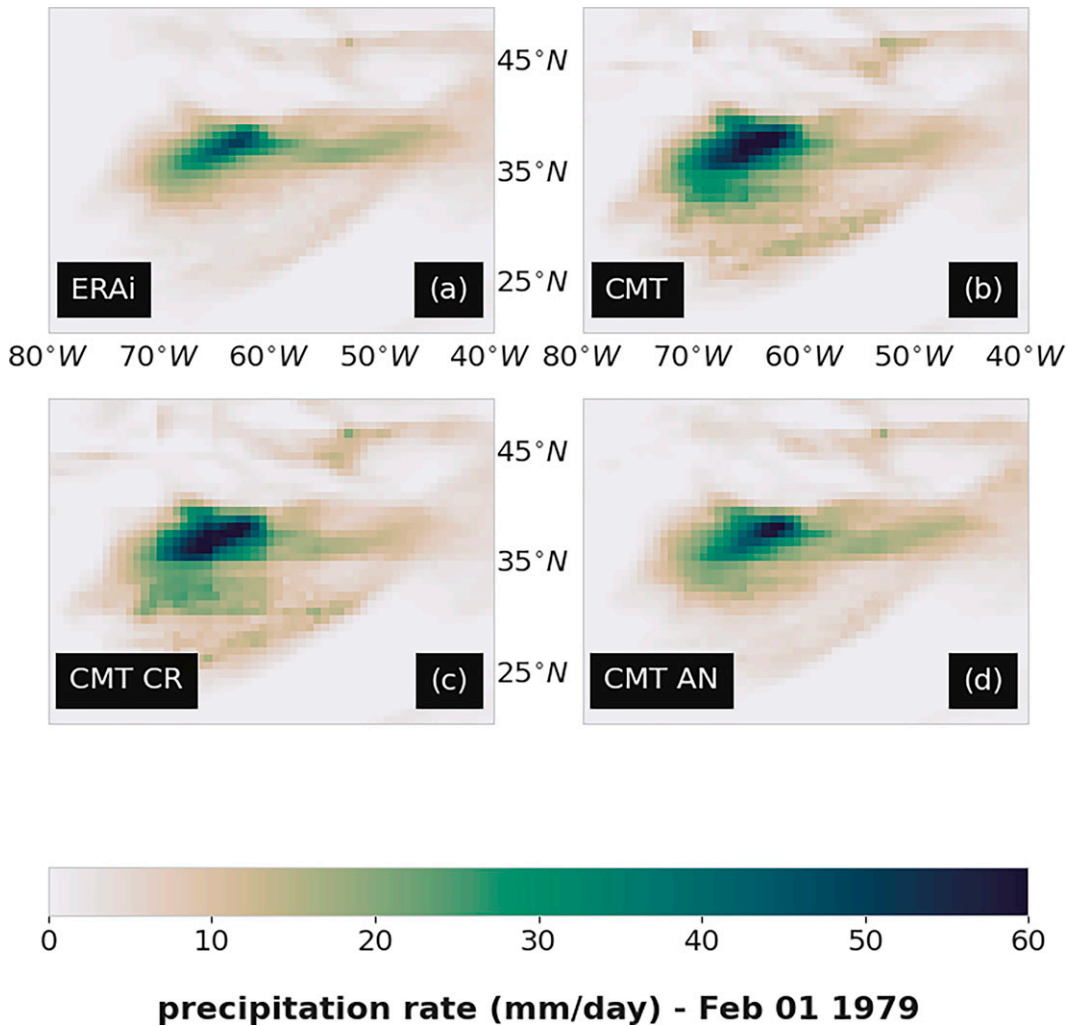 45°N
35°N
ERAi (a) 25°N CMT (b)
80°W 70°W 60°W 50°W 40°W 80°W 70°W 60°W 50°W 40°W
45°N
35°N
CMT CR (c) 25°N CMT AN (d)
0 10 20 30 40 50 60
precipitation rate (mm/day) - Feb 01 1979